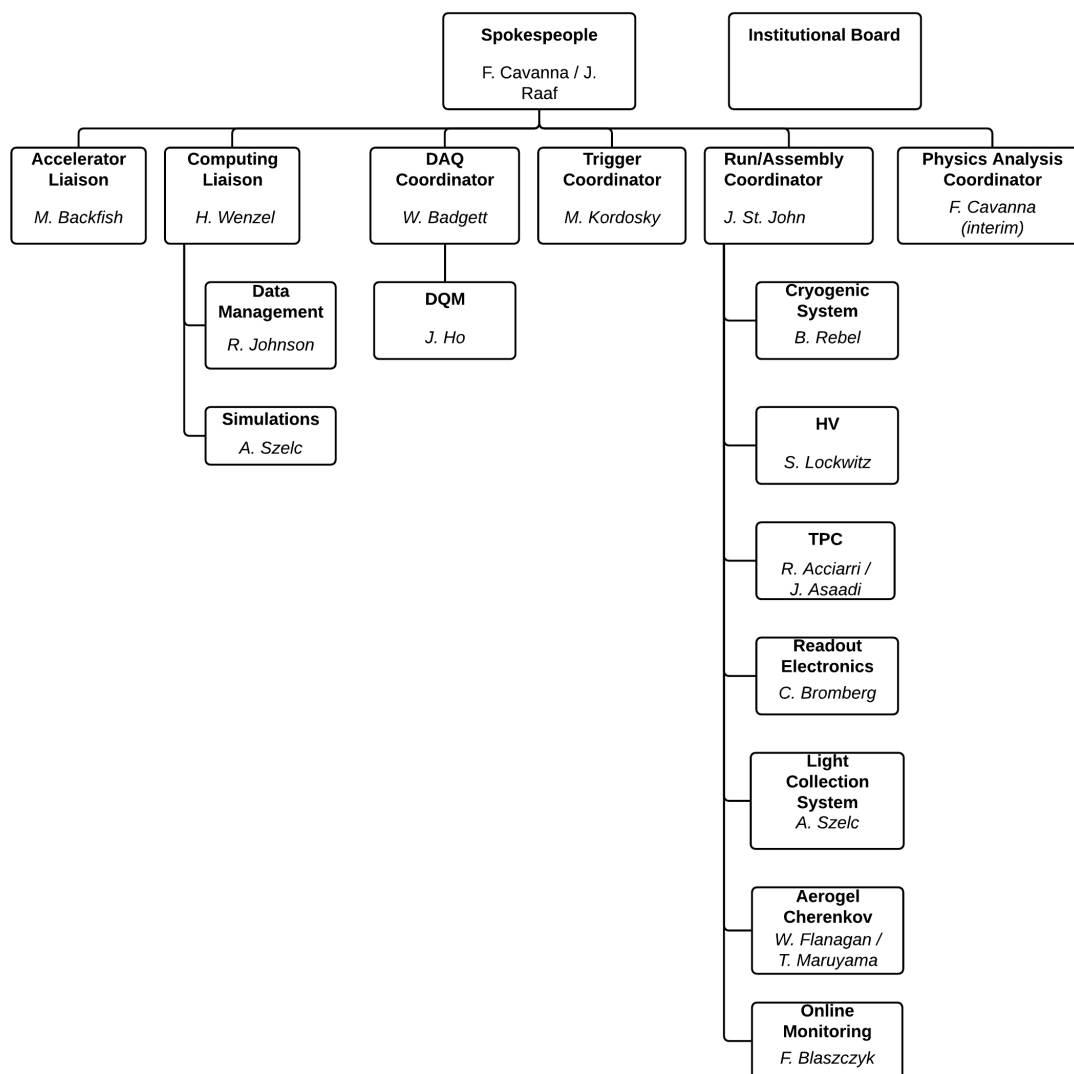 Spokespeople
F. Cavanna / J.
Raaf
Institutional Board
Accelerator
Liaison
M. Backfish
Computing
Liaison
H. Wenzel
DAQ
Coordinator
W. Badgett
Trigger
Coordinator
M. Kordosky
Run/Assembly
Coordinator
J. St. John
Physics Analysis
Coordinator
F. Cavanna
(interim)
Data
Management
R. Johnson
Simulations
A. Szelc
DQM
J. Ho
Cryogenic
System
B. Rebel
HV
S. Lockwitz
TPC
R. Acciarri /
J. Asaadi
Readout
Electronics
C. Bromberg
Light
Collection
System
A. Szelc
Aerogel
Cherenkov
W. Flanagan /
T. Maruyama
Online
Monitoring
F. Blaszczyk